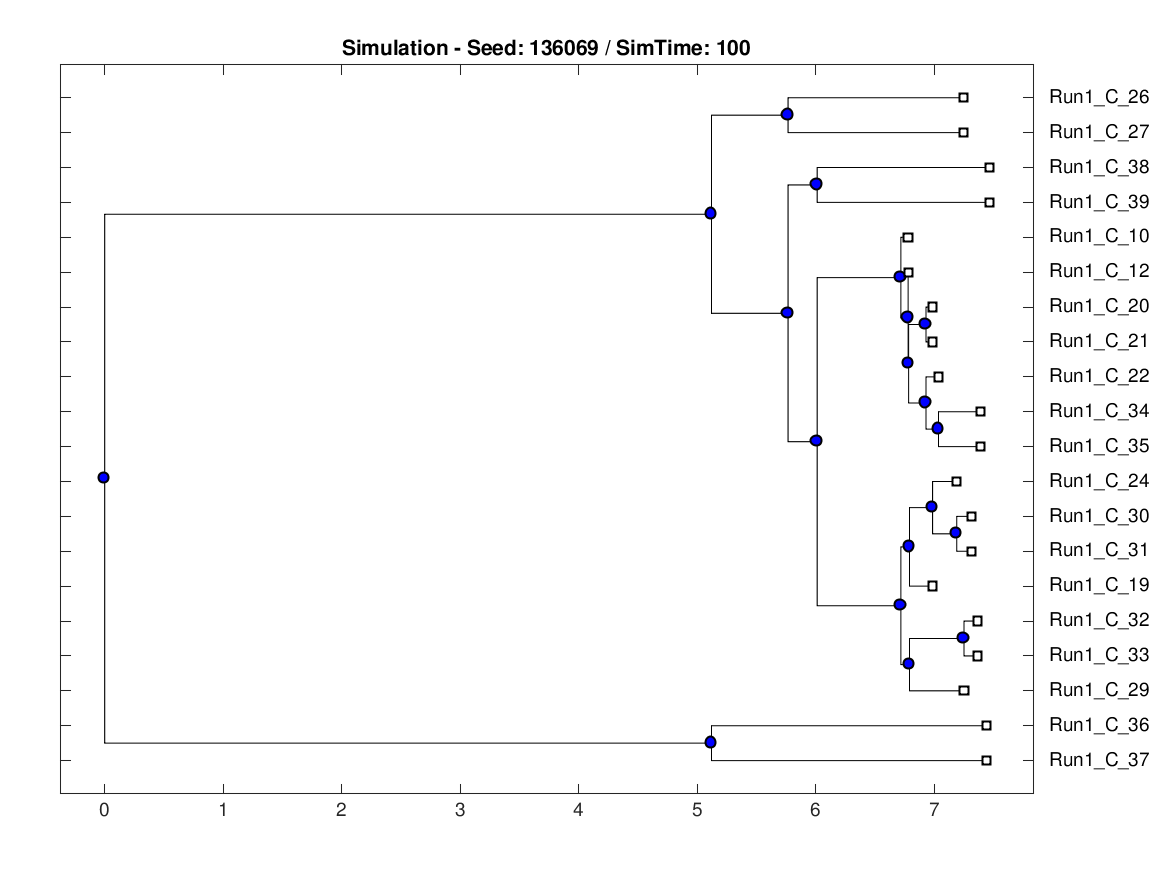 Simulation - Seed: 136069 / SimTime: 100
Run1_C_26
Run1_C_27
Run1_C_38
Run1_C_39
Run1_C_10
Run1_C_12
Run1_C_20
Run1_C_21
Run1_C_22
Run1_C_34
Run1_C_35
Run1_C_24
Run1_C_30
Run1_C_31
Run1_C_19
Run1_C_32
Run1_C_33
Run1_C_29
Run1_C_36
Run1_C_37
0 1 2 3 4 5 6 7